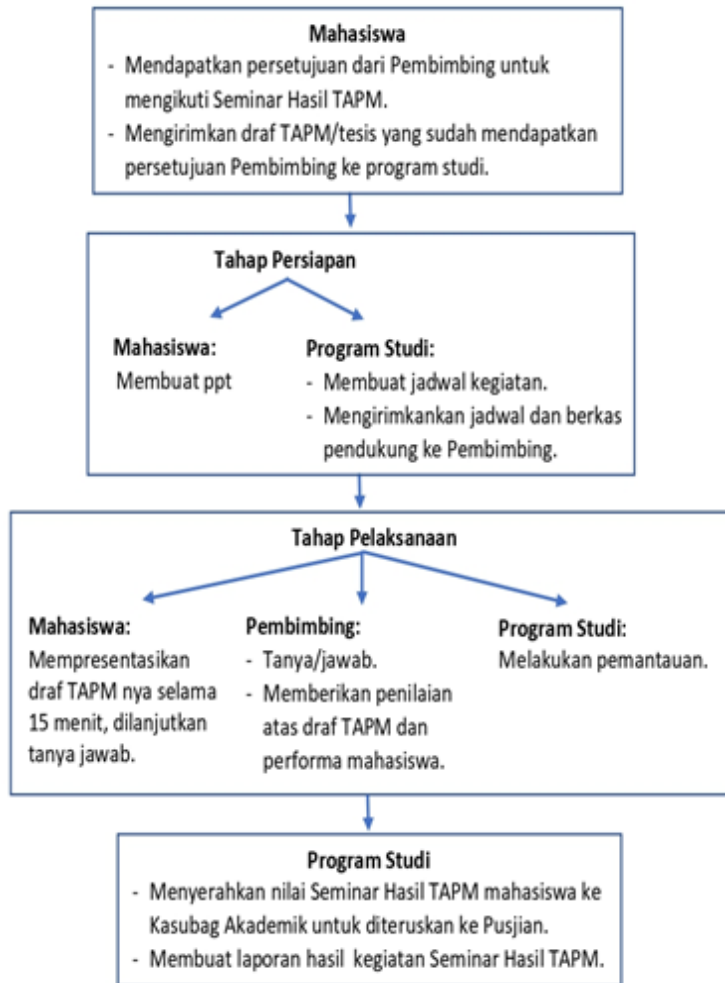 Mahasiswa
- Mendapatkan persetujuan dari Pembimbing untuk
mengikuti Seminar Hasil TAPM.
- Mengirimkan draf TAPM/tesis yang sudah mendapatkan
persetujuan Pembimbing ke program studi.
Tahap Persiapan
Mahasiswa:
Membuat ppt
Program Studi:
- Membuat jadwal kegiatan.
- Mengirimkankan jadwal dan berkas
pendukung ke Pembimbing.
Tahap Pelaksanaan
Mahasiswa:
Mempresentasikan
draf TAPM nya selama
15 menit, dilanjutkan
tanya jawab.
Pembimbing:
- Tanya/jawab.
- Memberikan penilaian
atas draf TAPM dan
performa mahasiswa.
Program Studi:
Melakukan pemantauan.
Program Studi
- Menyerahkan nilai Seminar Hasil TAPM mahasiswa ke
Kasubag Akademik untuk diteruskan ke Pusjian.
- Membuat laporan hasil kegiatan Seminar Hasil TAPM.